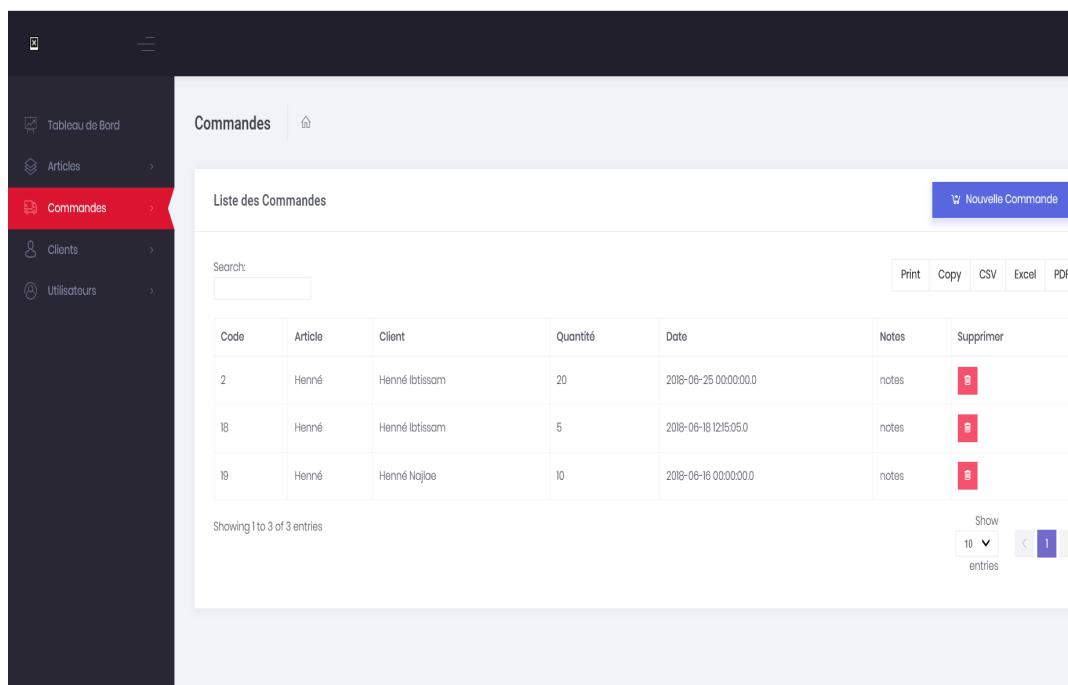 Tableau de Bord
Articles
Commandes
Clients
Utilisateurs
Commandes
Liste des Commandes
Nouvelle Commande
Search:
Print Copy CSV Excel PDF
Code Article Client Quantité Date Notes Supprimer
2 Henné Henné Ibtissam 20 2018-06-25 00:00:00.0 notes
18 Henné Henné Ibtissam 5 2018-06-18 12:15:05.0 notes
19 Henné Henné Najlae 10 2018-06-16 00:00:00.0 notes
Showing 1 to 3 of 3 entries
Show
10
entries
1